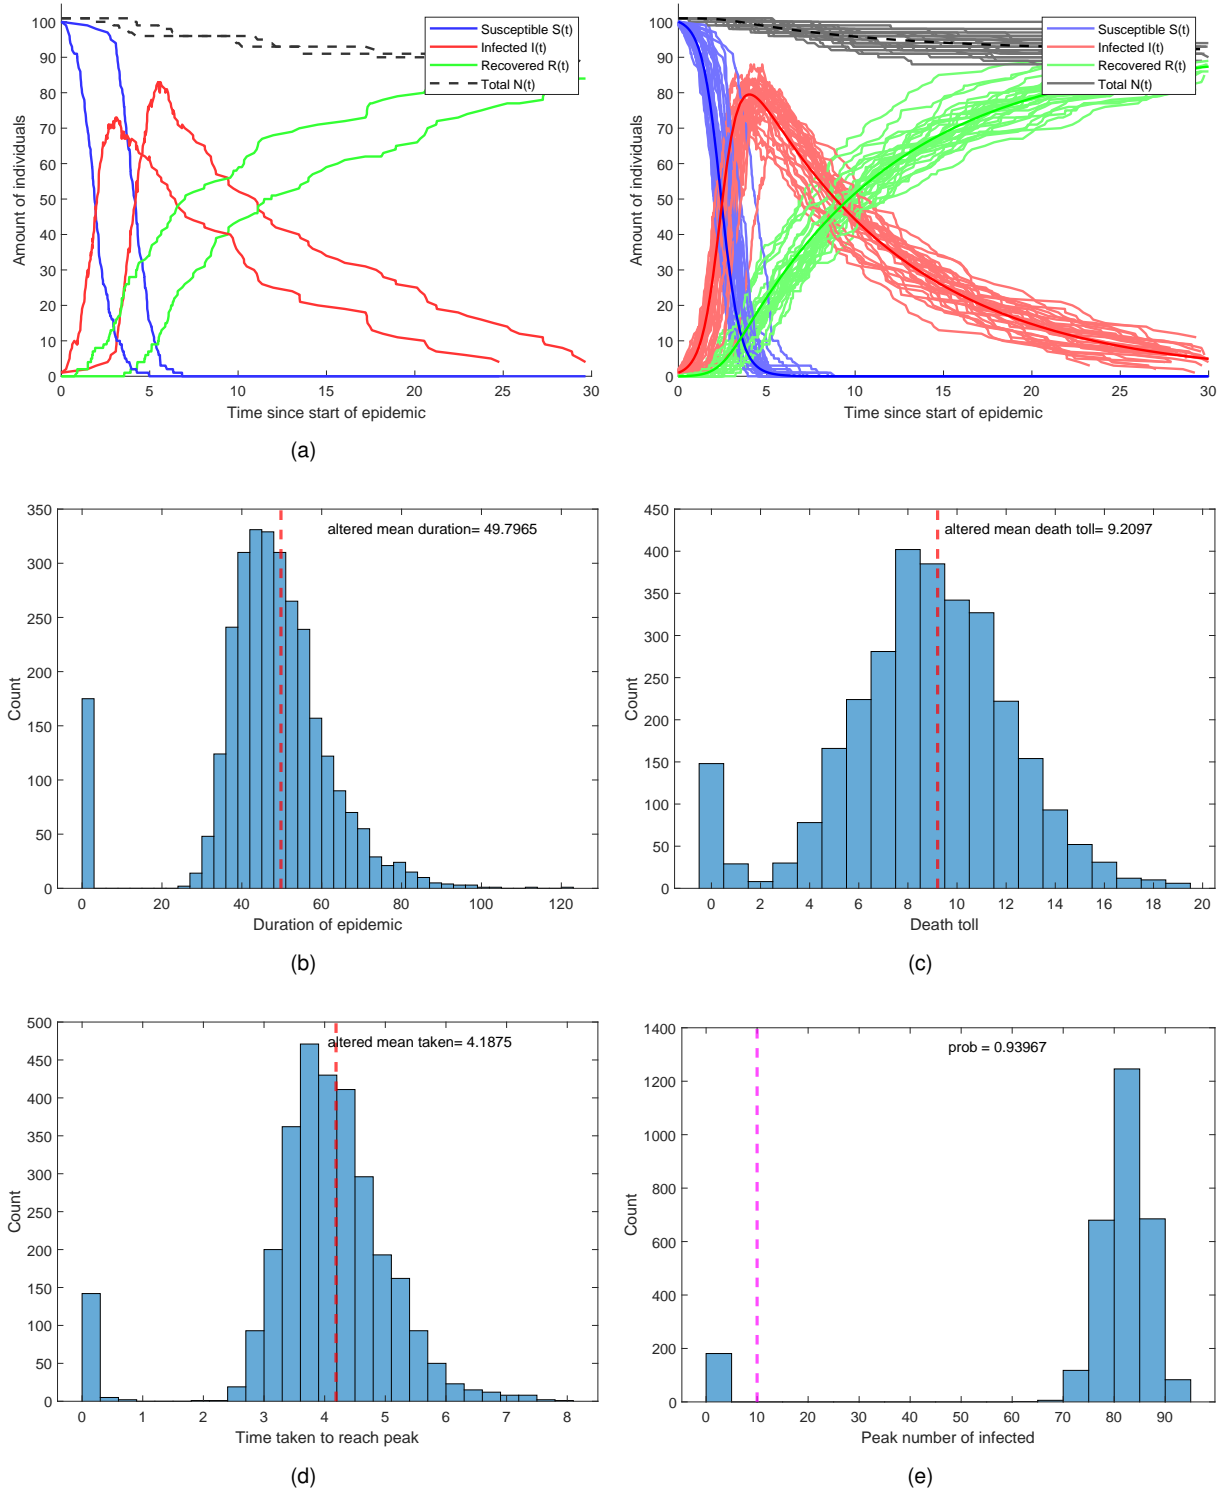 100
90
80
70
60
50
40
30
20
10
0
Amount of individuals
Susceptible S(t)
Infected I(t)
Recovered R(t)
Total N(t)
0 5 10 15 20 25 30
Time since start of epidemic
(a)
100
90
80
70
60
50
40
30
20
10
0
Amount of individuals
Susceptible S(t)
Infected I(t)
Recovered R(t)
Total N(t)
0 5 10 15 20 25 30
Time since start of epidemic
350
300
250
200
150
100
50
0
Count
altered mean duration= 49.7965
0 20 40 60 80 100 120
Duration of epidemic
(b)
450
400
350
300
250
200
150
100
50
0
Count
altered mean death toll= 9.2097
0 2 4 6 8 10 12 14 16 18 20
Death toll
(c)
500
450
400
350
300
250
200
150
100
50
0
Count
altered mean taken= 4.1875
0 1 2 3 4 5 6 7 8
Time taken to reach peak
(d)
1400
1200
1000
800
600
400
200
0
Count
prob = 0.93967
0 10 20 30 40 50 60 70 80 90
Peak number of infected
(e)